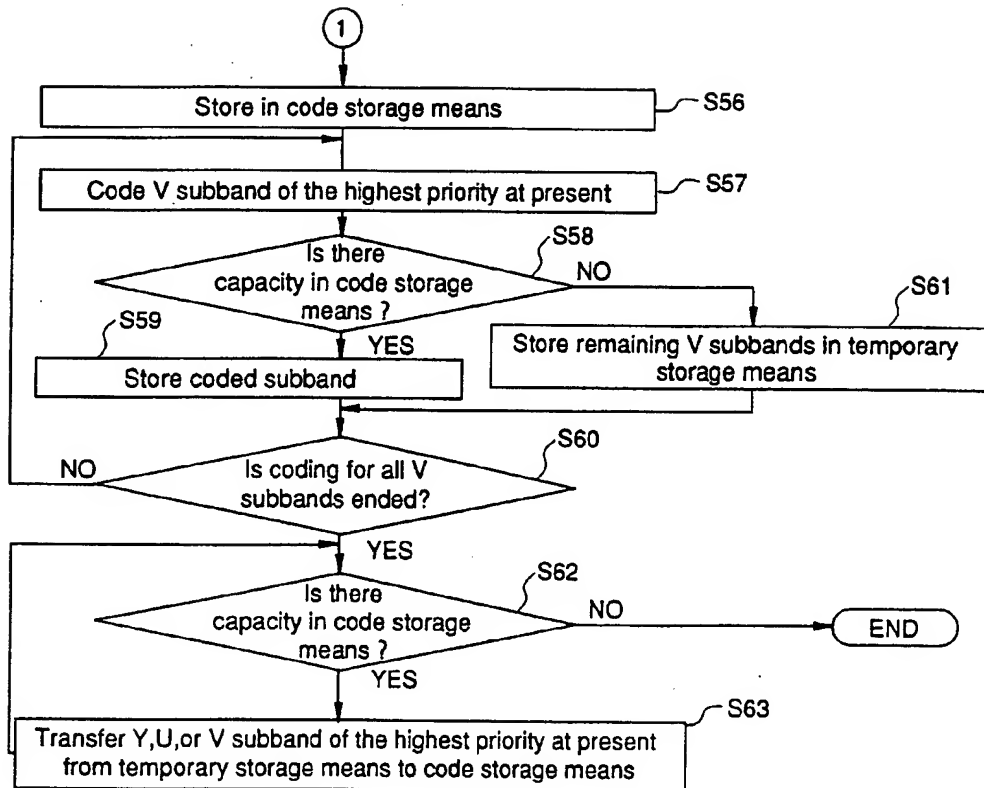 1
Store in code storage means
S56
Code V subband of the highest priority at present
S57
Is there
capacity in code storage
means ?
S58
NO
YES
S59
Store coded subband
S61
Store remaining V subbands in temporary
storage means
S60
Is coding for all V
subbands ended?
NO
YES
S62
Is there
capacity in code storage
means ?
NO
END
YES
S63
Transfer Y,U,or V subband of the highest priority at present
from temporary storage means to code storage means